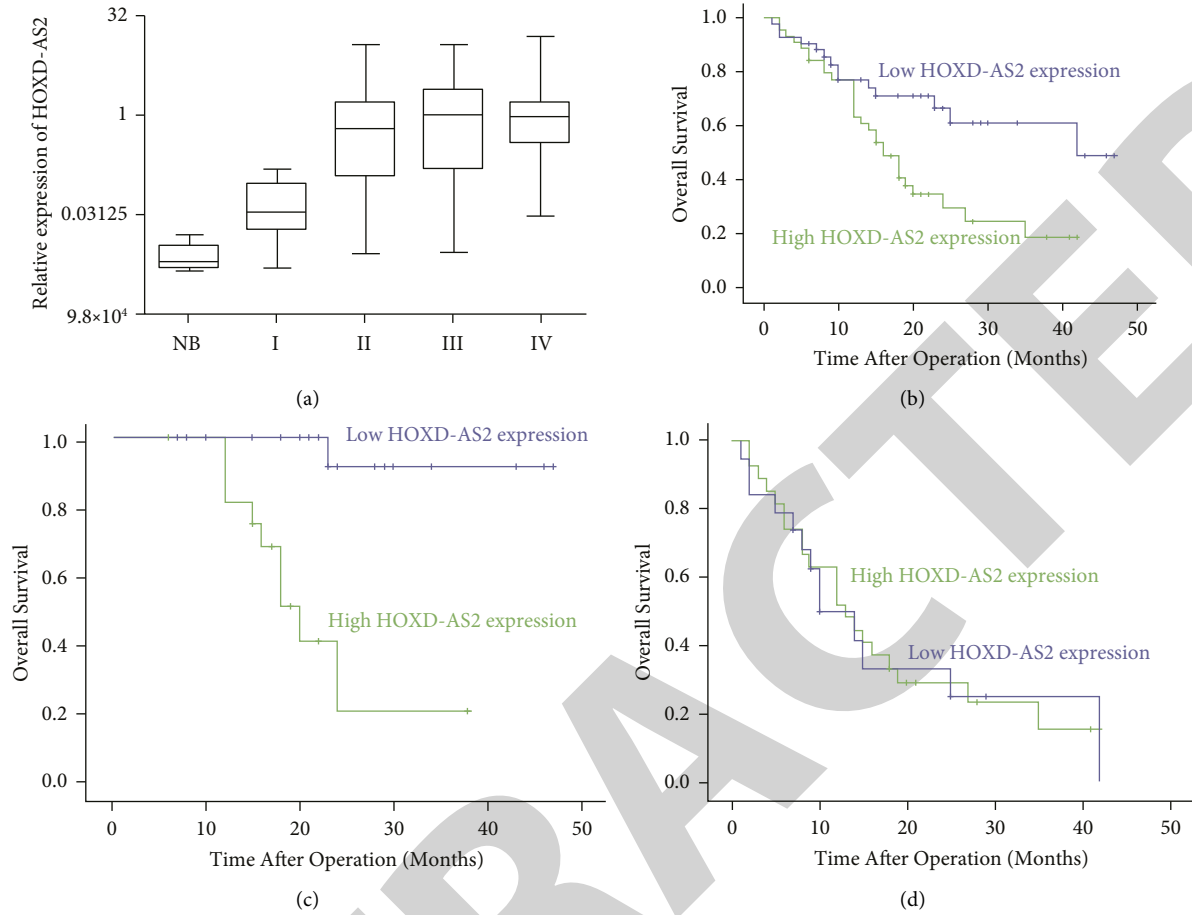 Relative expression of HOXD-AS2
32
1
0.03125
9.8×10⁴
NB I II III IV
(a)
Overall Survival
1.0
0.8
0.6
0.4
0.2
0.0
Low HOXD-AS2 expression
High HOXD-AS2 expression
0 10 20 30 40 50
Time After Operation (Months)
(b)
Overall Survival
1.0
0.8
0.6
0.4
0.2
0.0
Low HOXD-AS2 expression
High HOXD-AS2 expression
0 10 20 30 40 50
Time After Operation (Months)
(c)
Overall Survival
1.0
0.8
0.6
0.4
0.2
0.0
High HOXD-AS2 expression
Low HOXD-AS2 expression
0 10 20 30 40 50
Time After Operation (Months)
(d)
RACTED